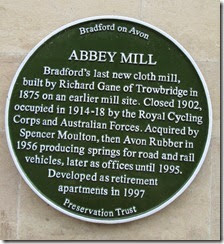 Bradford on Avon
ABBEY MILL
Bradford's last new cloth mill,
built by Richard Gane of Trowbridge in
1875 on an earlier mill site. Closed 1902,
occupied in 1914-18 by the Royal Cycling
Corps and Australian Forces. Acquired by
Spencer Moulton, then Avon Rubber in
1956 producing springs for road and rail
vehicles, later as offices until 1995.
Developed as retirement
apartments in 1997
Preservation Trust